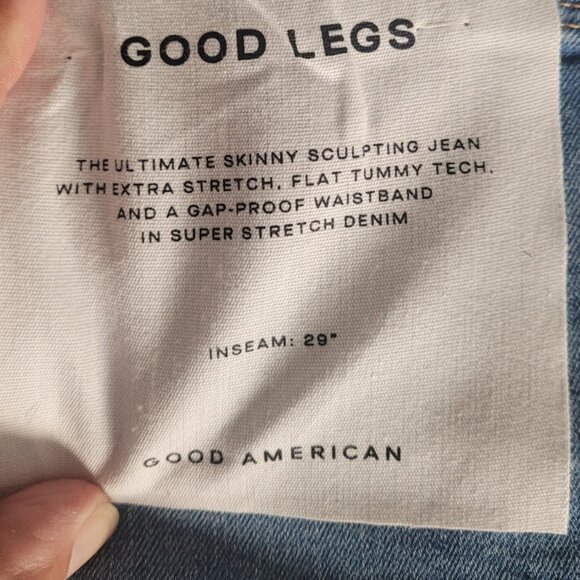 GOOD LEGS
THE ULTIMATE SKINNY SCULPTING JEAN
WITH EXTRA STRETCH, FLAT TUMMY TECH,
AND A GAP-PROOF WAISTBAND
IN SUPER STRETCH DENIM
INSEAM: 29"
GOOD AMERICAN